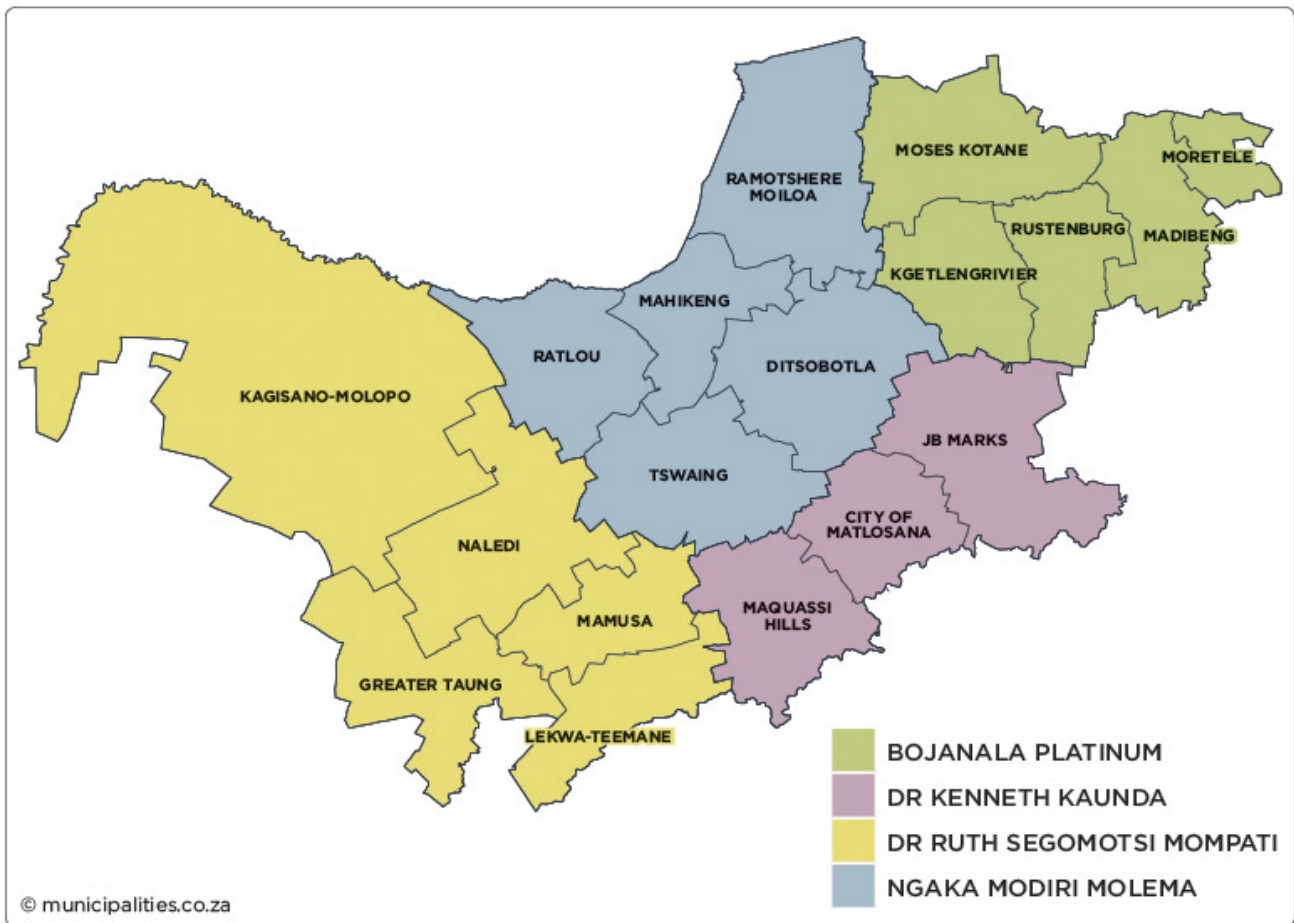 MOSES KOTANE
MORETELE
RAMOTSHERE
MOILOA
RUSTENBURG
MADIBENG
KGETLENGRIVIER
MAHIKENG
RATLOU
DITSOBOTLA
KAGISANO-MOLOPO
JB MARKS
TSWAING
CITY OF
MATLOSANA
NALEDI
MAQUASSI
HILLS
MAMUSA
GREATER TAUNG
LEKWA-TEEMANE
BOJANALA PLATINUM
DR KENNETH KAUNDA
DR RUTH SEGOMOTSI MOMPATI
NGAKA MODIRI MOLEMA
© municipalities.co.za